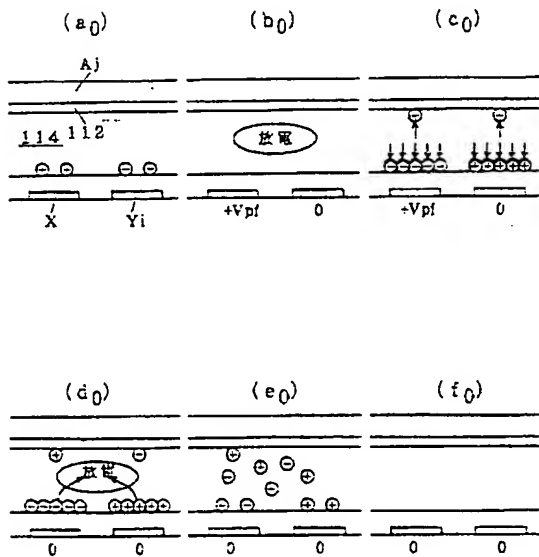 (a0) (b0) (c0)
Aj
114 112
放電
X Yi +Vpf 0 +Vpf 0
(d0) (e0) (f0)
放電
0 0 0 0 0 0